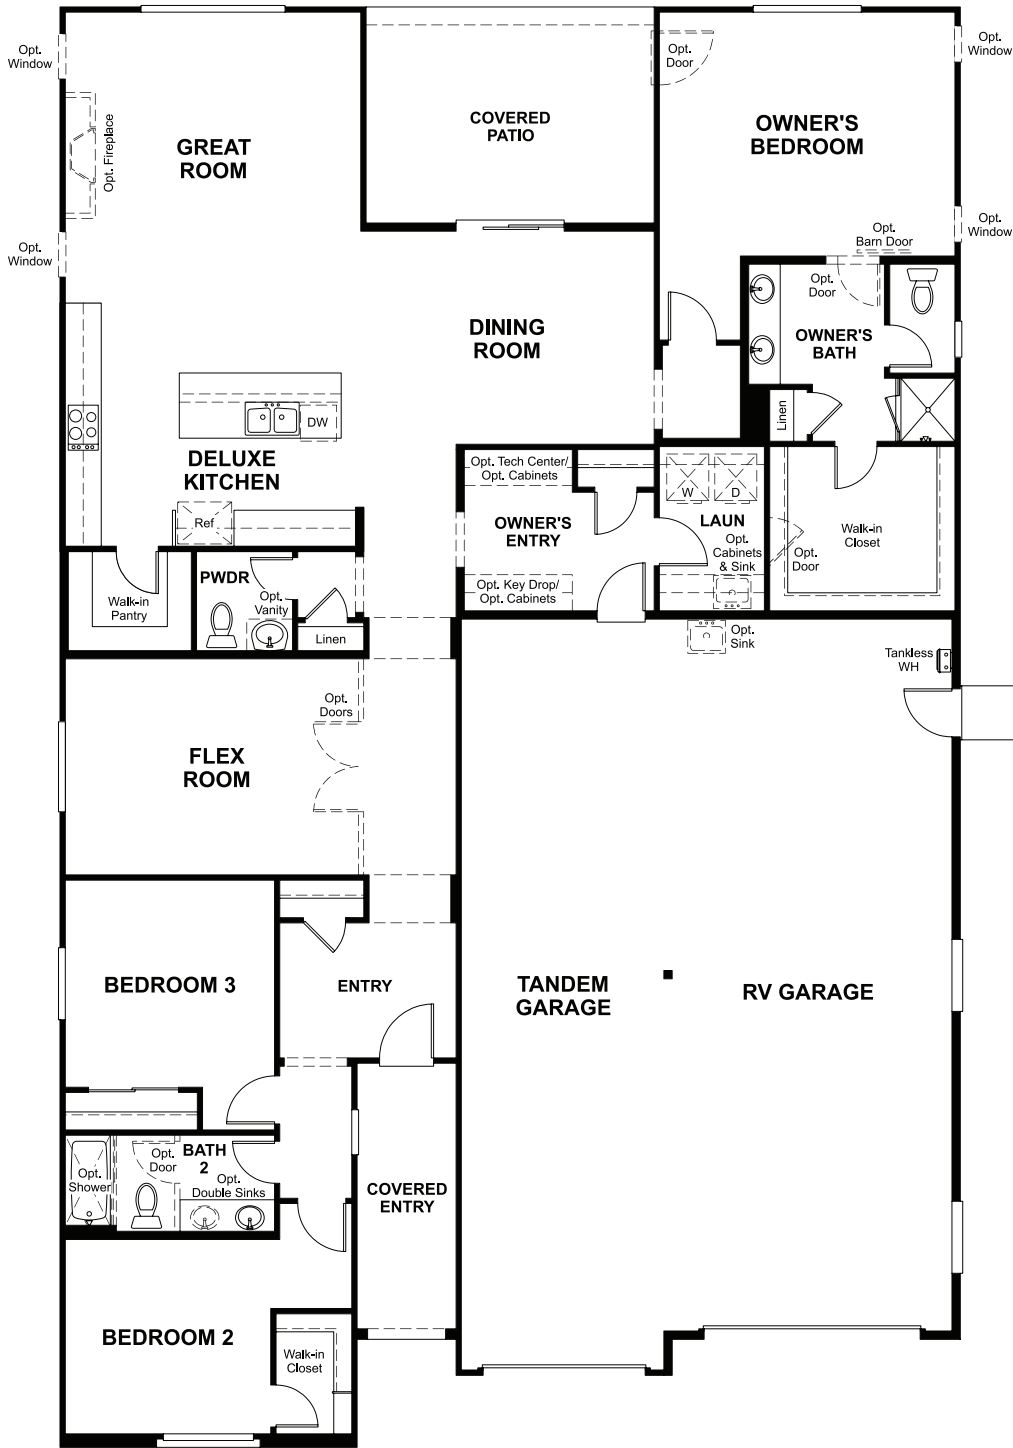 Opt.
Window
Opt.
Door
Opt.
Window
COVERED
PATIO
OWNER'S
BEDROOM
GREAT
ROOM
Opt. Fireplace
Opt.
Window
Opt.
Barn Door
Opt.
Window
Opt.
Door
DINING
ROOM
OWNER'S
BATH
Linen
DW
DELUXE
KITCHEN
Opt. Tech Center/
Opt. Cabinets
W
D
Ref
OWNER'S
ENTRY
LAUN
Opt.
Cabinets
& Sink
Opt.
Door
Walk-in
Closet
PWDR
Opt.
Vanity
Walk-in
Pantry
Linen
Opt. Key Drop/
Opt. Cabinets
Opt.
Sink
Tankless
WH
Opt.
Doors
FLEX
ROOM
BEDROOM 3
ENTRY
TANDEM
GARAGE
RV GARAGE
BATH
2
Opt.
Door
Opt.
Shower
Opt.
Double Sinks
COVERED
ENTRY
BEDROOM 2
Walk-in
Closet